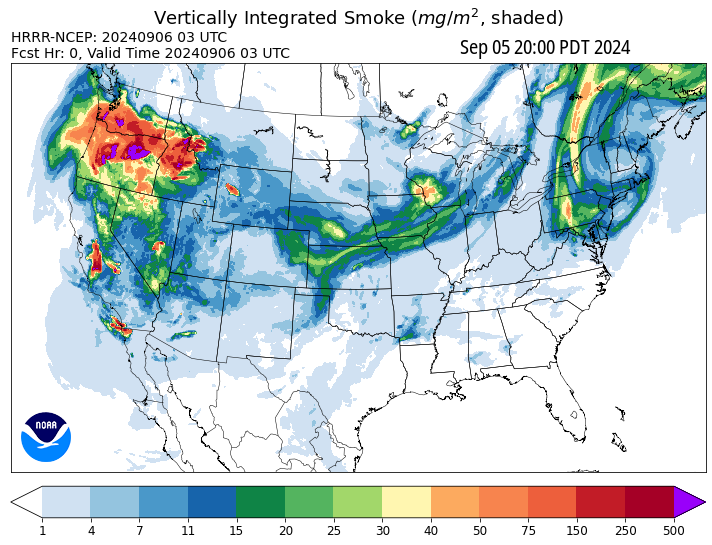 Vertically Integrated Smoke (mg/m², shaded)
HRRR-NCEP: 20240906 03 UTC
Fcst Hr: 0, Valid Time 20240906 03 UTC
Sep 05 20:00 PDT 2024
NOAA
1 4 7 11 15 20 25 30 40 50 75 150 250 500